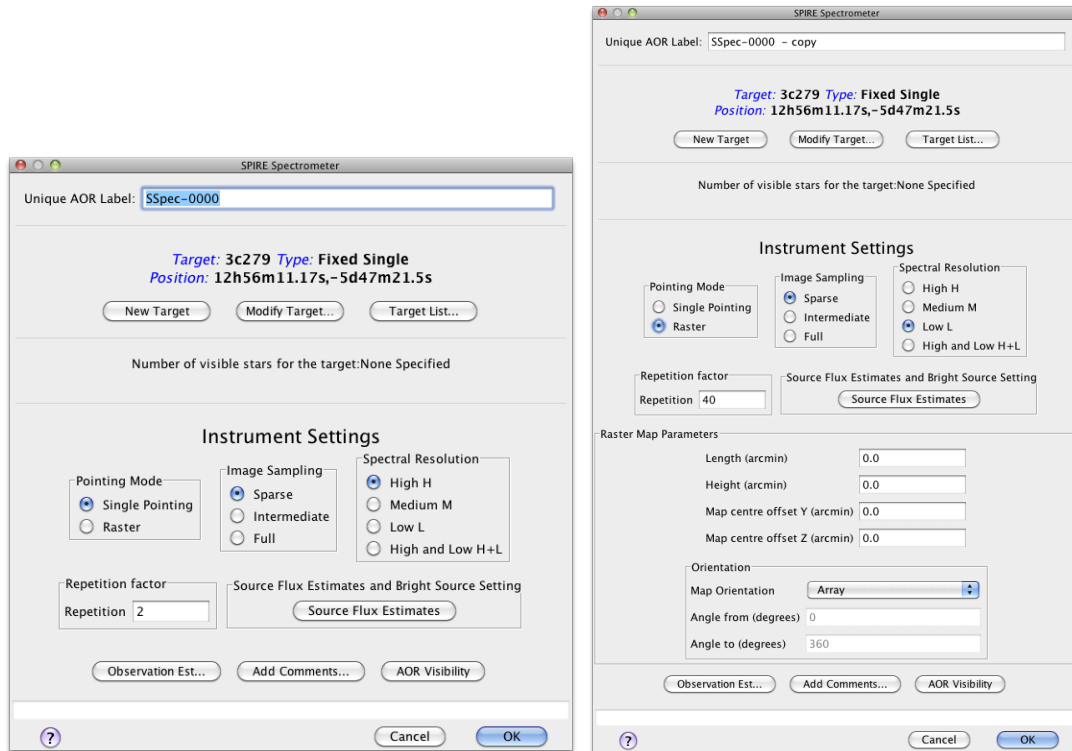 SPIRE Spectrometer
Unique AOR Label: SSpec-0000
Target: 3c279 Type: Fixed Single
Position: 12h56m11.17s,-5d47m21.5s
New Target Modify Target... Target List...
Number of visible stars for the target:None Specified
Instrument Settings
Pointing Mode
Single Pointing
Raster
Image Sampling
Sparse
Intermediate
Full
Spectral Resolution
High H
Medium M
Low L
High and Low H+L
Repetition factor
Repetition 2
Source Flux Estimates and Bright Source Setting
Source Flux Estimates
Observation Est... Add Comments... AOR Visibility
? Cancel OK
SPIRE Spectrometer
Unique AOR Label: SSpec-0000 - copy
Target: 3c279 Type: Fixed Single
Position: 12h56m11.17s,-5d47m21.5s
New Target Modify Target... Target List...
Number of visible stars for the target:None Specified
Instrument Settings
Pointing Mode
Single Pointing
Raster
Image Sampling
Sparse
Intermediate
Full
Spectral Resolution
High H
Medium M
Low L
High and Low H+L
Repetition factor
Repetition 40
Source Flux Estimates and Bright Source Setting
Source Flux Estimates
Raster Map Parameters
Length (arcmin) 0.0
Height (arcmin) 0.0
Map centre offset Y (arcmin) 0.0
Map centre offset Z (arcmin) 0.0
Orientation
Map Orientation Array
Angle from (degrees) 0
Angle to (degrees) 360
Observation Est... Add Comments... AOR Visibility
? Cancel OK